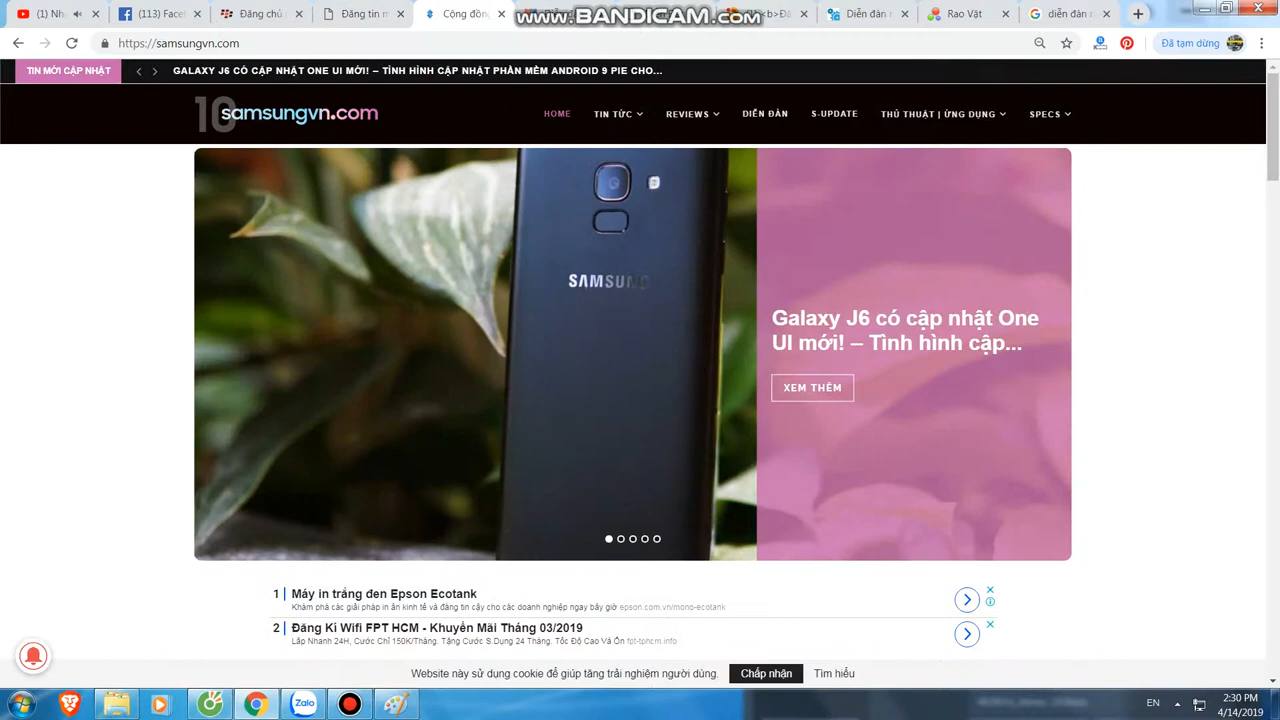 (113) Facel
Đăng chú
Đăng tin m
Cộng đồng
www.BANDICAM.com
Diễn đàn
Rao Vặt
diễn đàn r
https://samsungvn.com
Đã tạm dừng
TIN MỚI CẬP NHẬT
GALAXY J6 CÓ CẬP NHẬT ONE UI MỚI! – TÌNH HÌNH CẬP NHẬT PHẦN MỀM ANDROID 9 PIE CHO...
10
samsungvn.com
HOME
TIN TỨC
REVIEWS
DIỄN ĐÀN
S-UPDATE
THỦ THUẬT | ỨNG DỤNG
SPECS
SAMSUNG
Galaxy J6 có cập nhật One
UI mới! – Tình hình cập...
XEM THÊM
1 Máy in trắng đen Epson Ecotank
Khám phá các giải pháp in ấn kinh tế và đáng tin cậy cho các doanh nghiệp ngay bây giờ epson.com.vn/mono-ecotank
2 Đăng Kí Wifi FPT HCM - Khuyến Mãi Tháng 03/2019
Lắp Nhanh 24H, Cước Chỉ 150K/Tháng. Tặng Cước S.Dụng 24 Tháng. Tốc Độ Cao Và Ổn fpt-tphcm.info
Website này sử dụng cookie để giúp tăng trải nghiệm người dùng.
Chấp nhận
Tìm hiểu
Zalo
EN
2:30 PM
4/14/2019